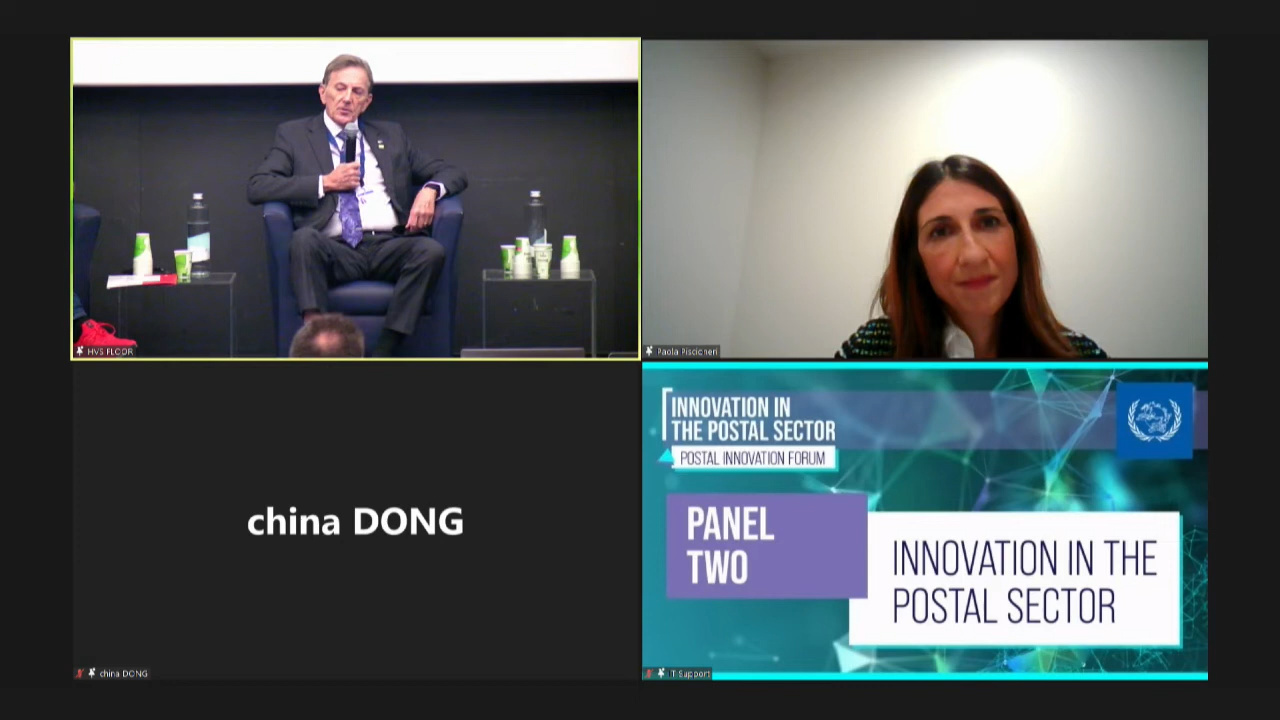 HVS FLOOR
Paola Piscioneri
china DONG
china DONG
INNOVATION IN
THE POSTAL SECTOR
POSTAL INNOVATION FORUM
PANEL
TWO
INNOVATION IN THE
POSTAL SECTOR
IT Support